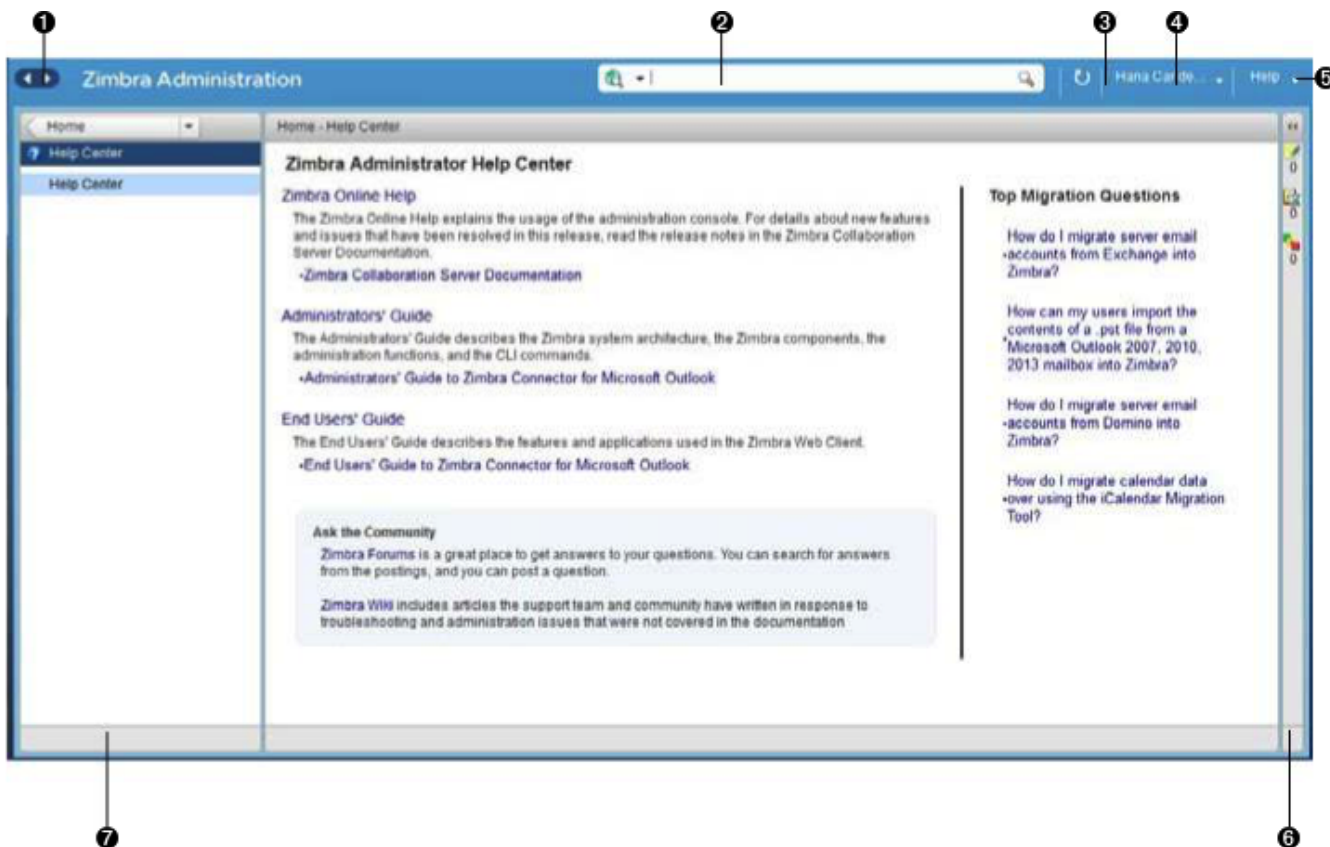 ❶ ❷ ❸ ❹
Zimbra Administration
Hana Cande...
Help
❺
Home
Home - Help Center
Help Center
Help Center
Zimbra Administrator Help Center
Zimbra Online Help
The Zimbra Online Help explains the usage of the administration console. For details about new features
and issues that have been resolved in this release, read the release notes in the Zimbra Collaboration
Server Documentation.
•Zimbra Collaboration Server Documentation
Administrators' Guide
The Administrators' Guide describes the Zimbra system architecture, the Zimbra components, the
administration functions, and the CLI commands.
•Administrators' Guide to Zimbra Connector for Microsoft Outlook
End Users' Guide
The End Users' Guide describes the features and applications used in the Zimbra Web Client.
•End Users' Guide to Zimbra Connector for Microsoft Outlook
Ask the Community
Zimbra Forums is a great place to get answers to your questions. You can search for answers
from the postings, and you can post a question.
Zimbra Wiki includes articles the support team and community have written in response to
troubleshooting and administration issues that were not covered in the documentation
Top Migration Questions
How do I migrate server email
•accounts from Exchange into
Zimbra?
How can my users import the
contents of a .pst file from a
•Microsoft Outlook 2007, 2010,
2013 mailbox into Zimbra?
How do I migrate server email
•accounts from Domino into
Zimbra?
How do I migrate calendar data
•over using the iCalendar Migration
Tool?
0
0
0
❼ ❻